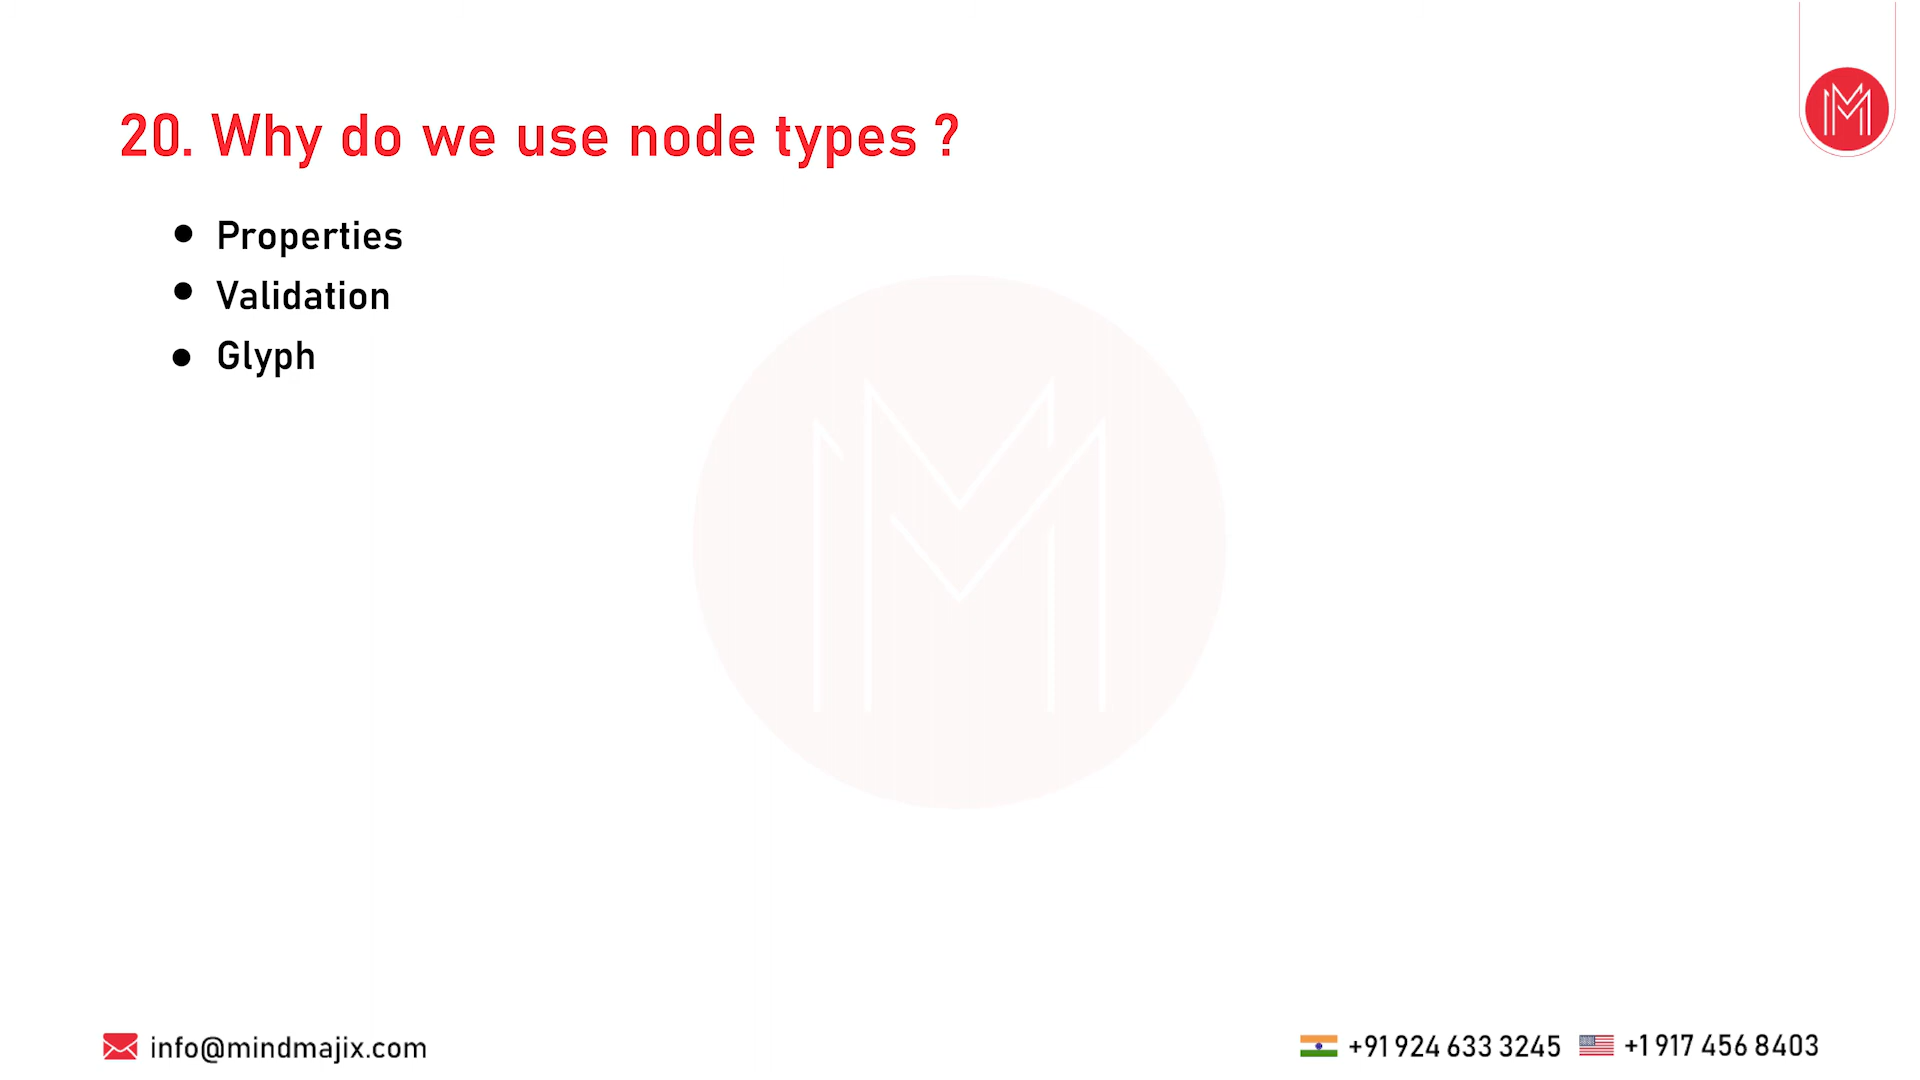 20. Why do we use node types ?
● Properties
● Validation
● Glyph
info@mindmajix.com
+91 924 633 3245
+1 917 456 8403